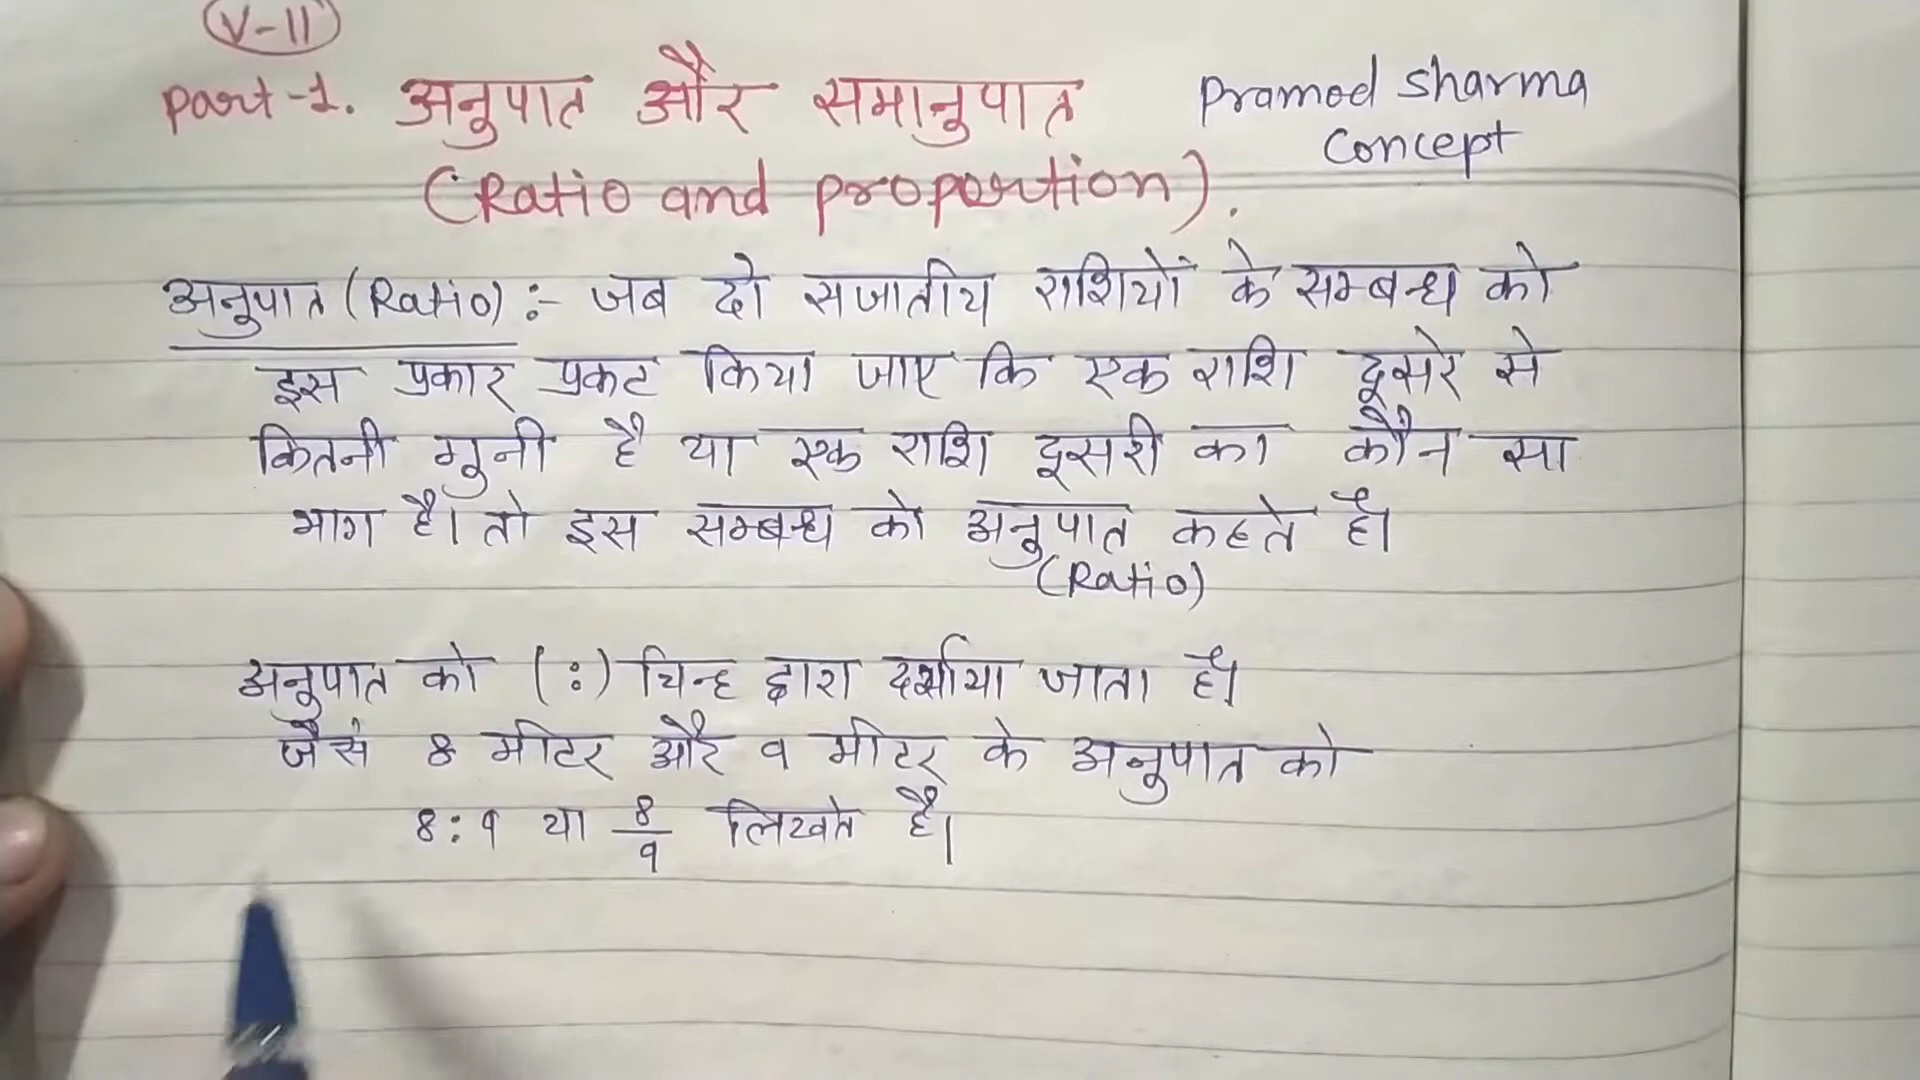 V-11
Part-1. अनुपात और समानुपात
(Ratio and proportion).
Pramod Sharma
Concept
अनुपात (Ratio) :- जब दो सजातीय राशियों के सम्बन्ध को
इस प्रकार प्रकट किया जाए कि एक राशि दूसरे से
कितनी गुनी है या एक राशि दूसरी का कौन सा
भाग है। तो इस सम्बन्ध को अनुपात कहते है।
(Ratio)
अनुपात को (:) चिन्ह द्वारा दर्शाया जाता है।
जैसे 8 मीटर और 9 मीटर के अनुपात को
8:9 या 8/9 लिखते है।